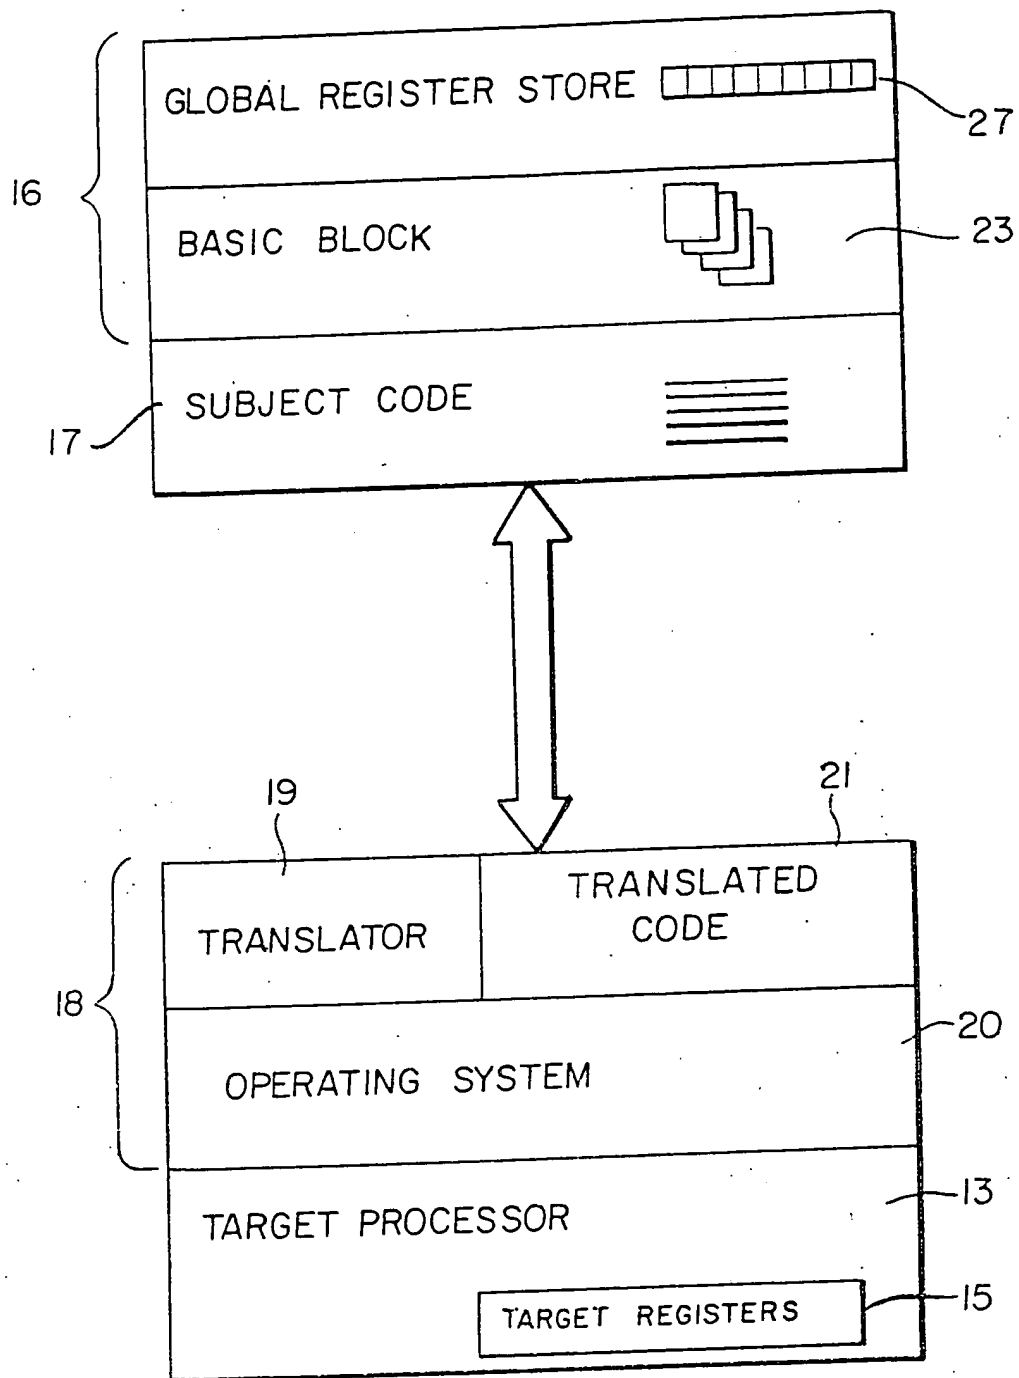 GLOBAL REGISTER STORE
27
16
BASIC BLOCK
23
SUBJECT CODE
17
19
21
TRANSLATOR
TRANSLATED
CODE
18
20
OPERATING SYSTEM
13
TARGET PROCESSOR
15
TARGET REGISTERS